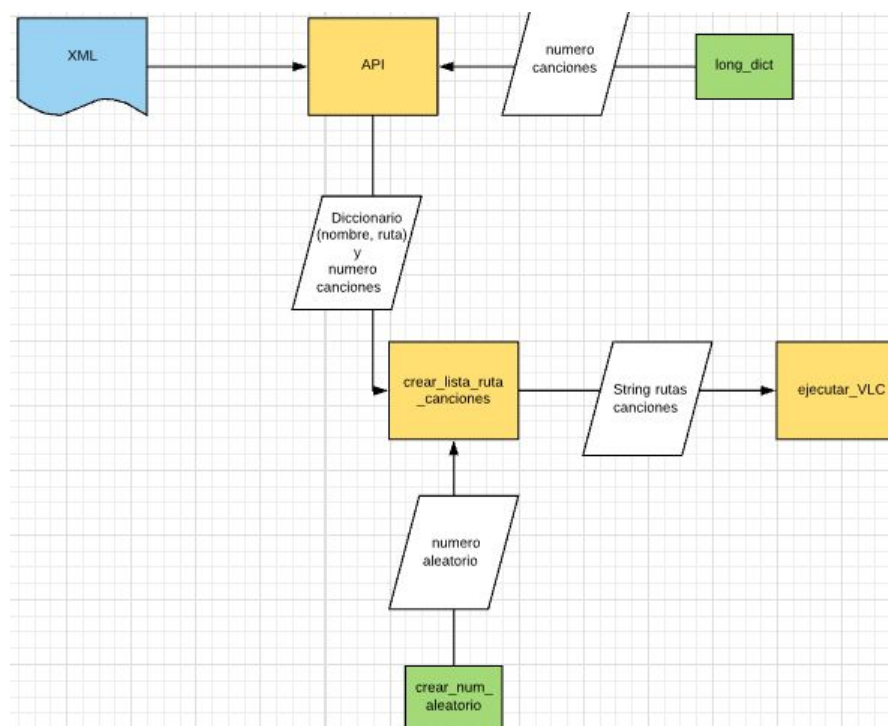 XML
API
numero
canciones
long_dict
Diccionario
(nombre, ruta)
y
numero
canciones
crear_lista_ruta
_canciones
String rutas
canciones
ejecutar_VLC
numero
aleatorio
crear_num_
aleatorio